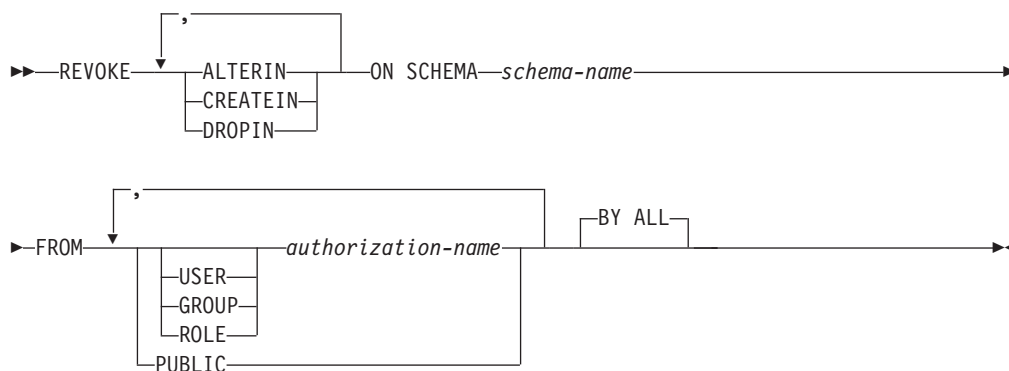 ,
REVOKE ALTERIN ON SCHEMA schema-name
CREATEIN
DROPIN
,
BY ALL
FROM authorization-name
USER
GROUP
ROLE
PUBLIC